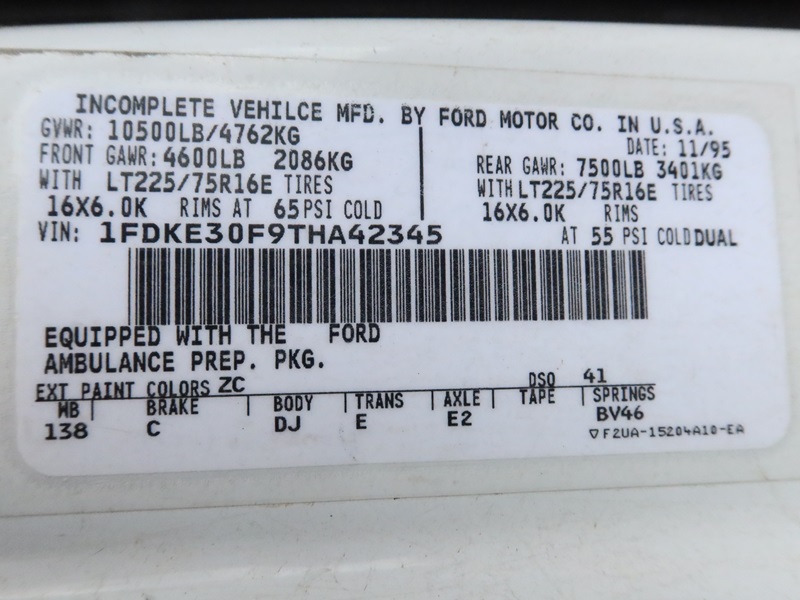 INCOMPLETE VEHILCE MFD. BY FORD MOTOR CO. IN U.S.A.
GVWR: 10500LB/4762KG
DATE: 11/95
FRONT GAWR: 4600LB 2086KG
REAR GAWR: 7500LB 3401KG
WITH LT225/75R16E TIRES
WITH LT225/75R16E TIRES
16X6.0K RIMS AT 65 PSI COLD
16X6.0K RIMS
VIN: 1FDKE30F9THA42345
AT 55 PSI COLD DUAL
EQUIPPED WITH THE FORD
AMBULANCE PREP. PKG.
EXT PAINT COLORS ZC DSO 41
WB | BRAKE | BODY | TRANS | AXLE | TAPE | SPRINGS
138 C DJ E E2 BV46
▽F2UA-15204A10-EA